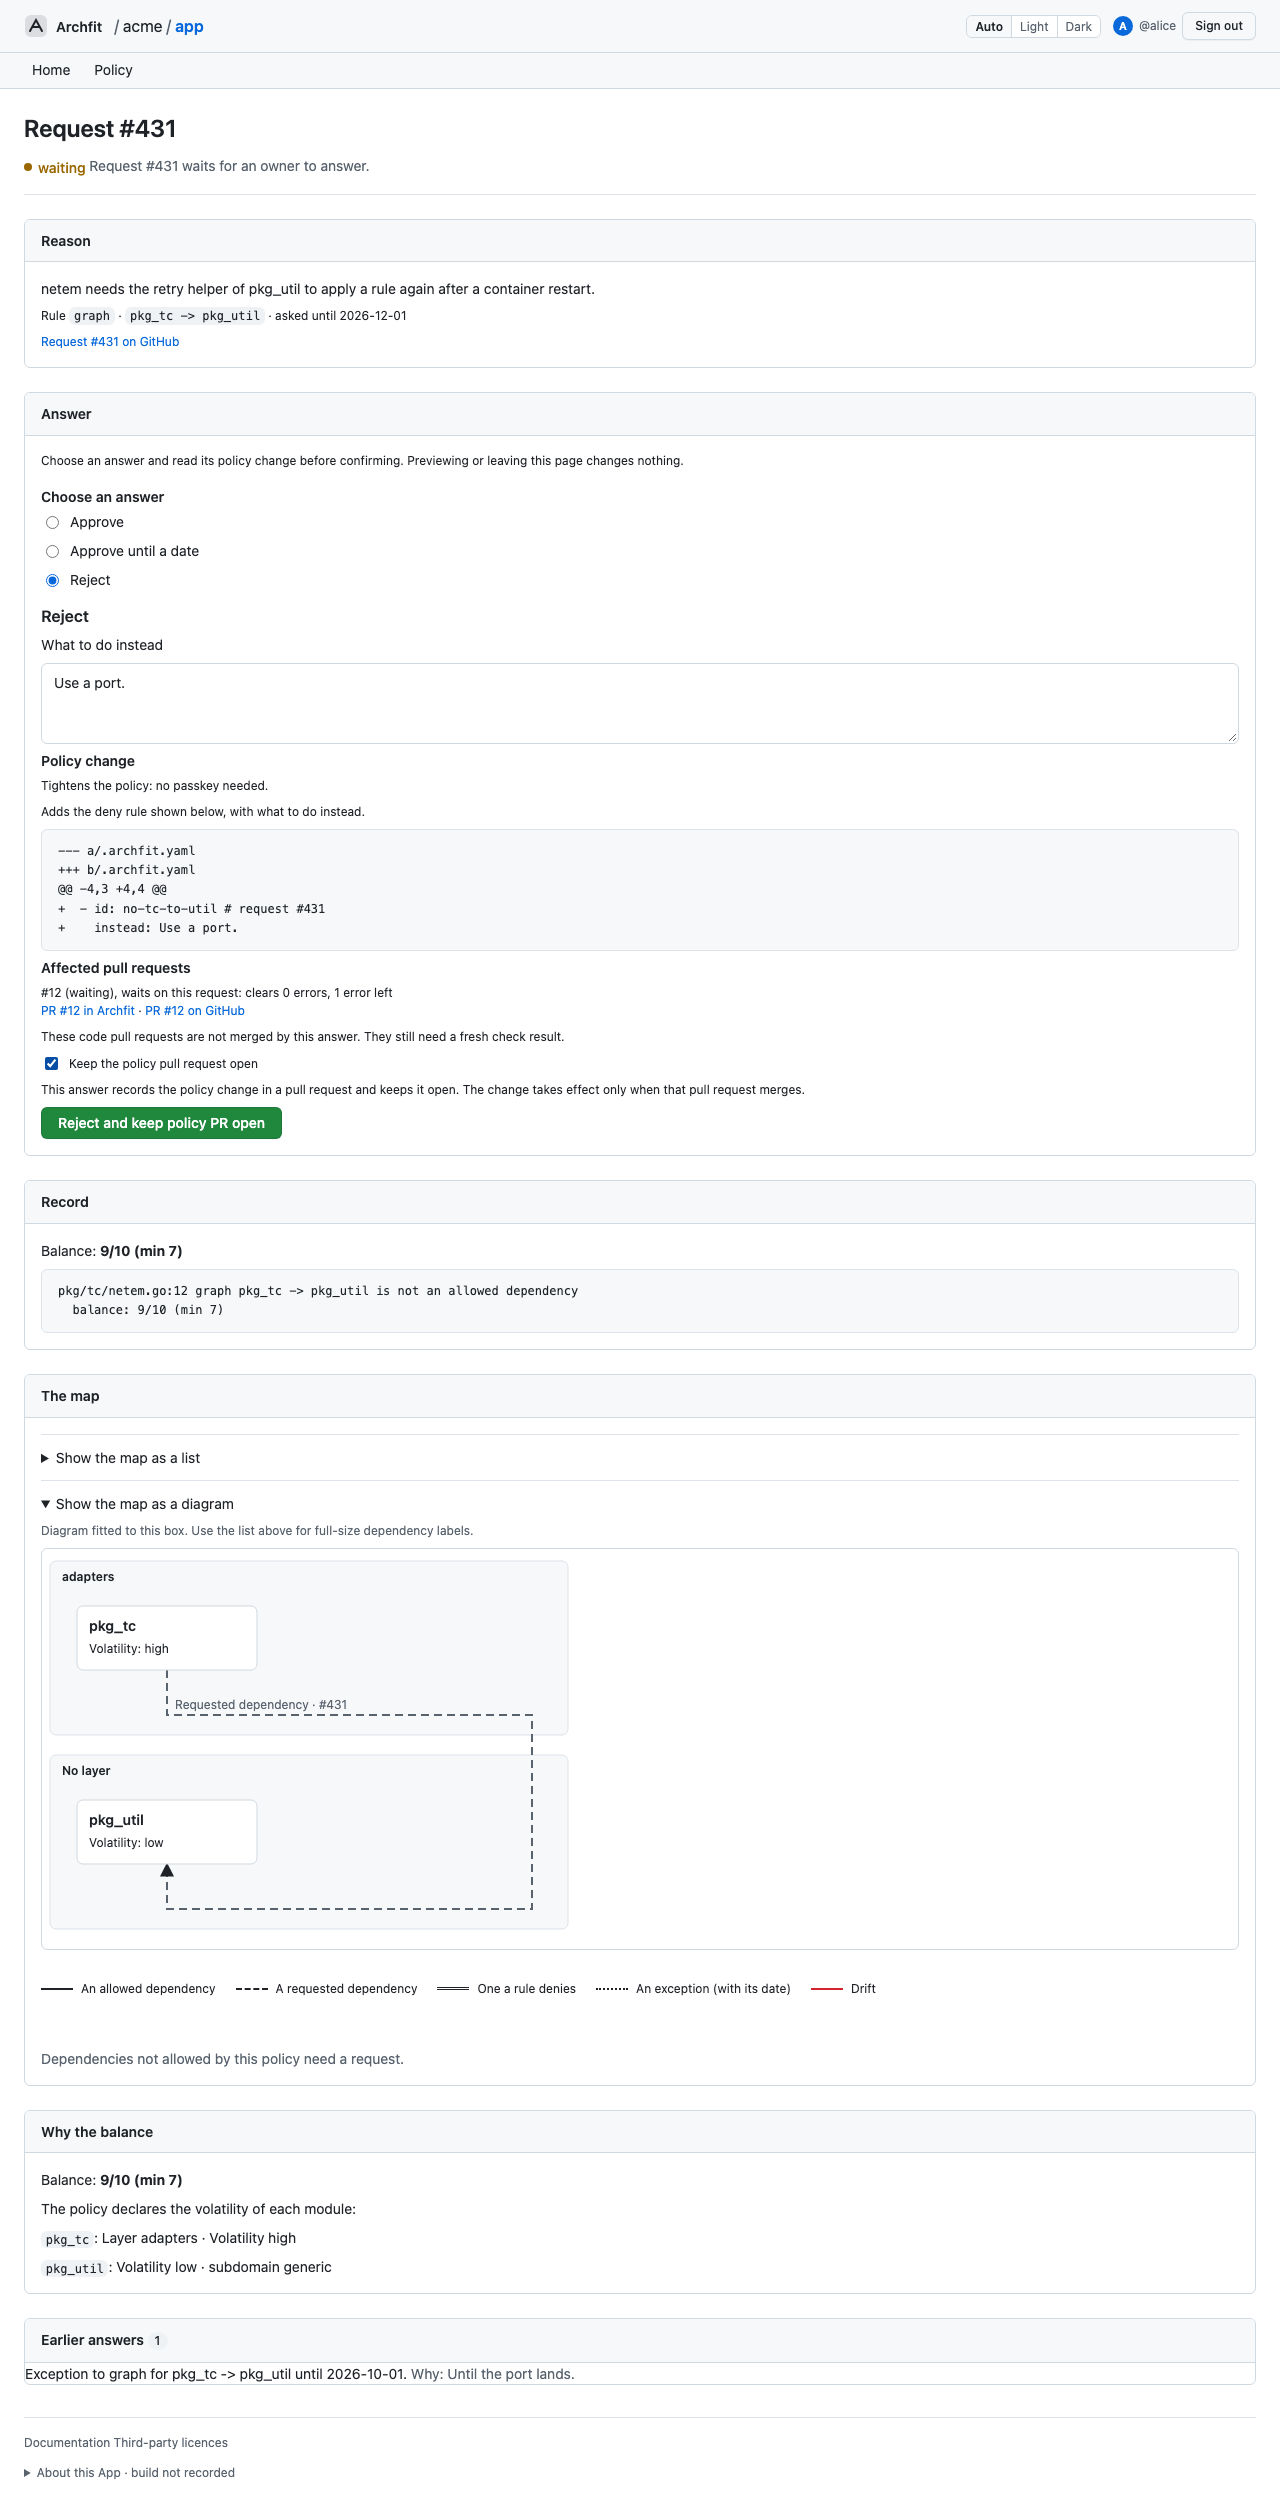 Archfit / acme / app
Auto Light Dark A @alice Sign out
Home Policy
Request #431
waiting Request #431 waits for an owner to answer.
Reason
netem needs the retry helper of pkg_util to apply a rule again after a container restart.
Rule graph · pkg_tc -> pkg_util · asked until 2026-12-01
Request #431 on GitHub
Answer
Choose an answer and read its policy change before confirming. Previewing or leaving this page changes nothing.
Choose an answer
Approve
Approve until a date
Reject
Reject
What to do instead
Use a port.
Policy change
Tightens the policy: no passkey needed.
Adds the deny rule shown below, with what to do instead.
--- a/.archfit.yaml
+++ b/.archfit.yaml
@@ -4,3 +4,4 @@
+  - id: no-tc-to-util # request #431
+    instead: Use a port.
Affected pull requests
#12 (waiting), waits on this request: clears 0 errors, 1 error left
PR #12 in Archfit · PR #12 on GitHub
These code pull requests are not merged by this answer. They still need a fresh check result.
Keep the policy pull request open
This answer records the policy change in a pull request and keeps it open. The change takes effect only when that pull request merges.
Reject and keep policy PR open
Record
Balance: 9/10 (min 7)
pkg/tc/netem.go:12 graph pkg_tc -> pkg_util is not an allowed dependency
  balance: 9/10 (min 7)
The map
Show the map as a list
Show the map as a diagram
Diagram fitted to this box. Use the list above for full-size dependency labels.
adapters
pkg_tc
Volatility: high
Requested dependency · #431
No layer
pkg_util
Volatility: low
An allowed dependency A requested dependency One a rule denies An exception (with its date) Drift
Dependencies not allowed by this policy need a request.
Why the balance
Balance: 9/10 (min 7)
The policy declares the volatility of each module:
pkg_tc: Layer adapters · Volatility high
pkg_util: Volatility low · subdomain generic
Earlier answers 1
Exception to graph for pkg_tc -> pkg_util until 2026-10-01. Why: Until the port lands.
Documentation Third-party licences
About this App · build not recorded